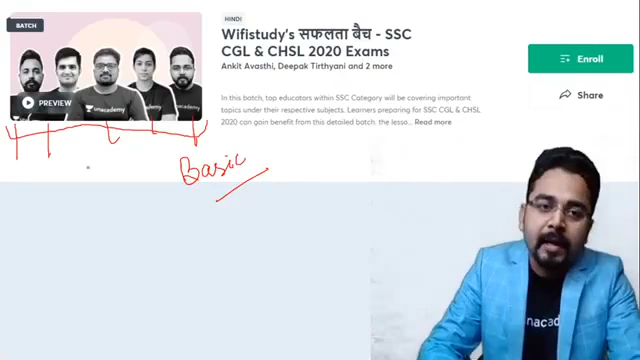 BATCH
HINDI
Wifistudy's सफलता बैच - SSC
CGL & CHSL 2020 Exams
Ankit Avasthi, Deepak Tirthyani and 2 more
Enroll
Share
PREVIEW
unacademy
In this batch, top educators within SSC Category will be covering important
topics under their respective subjects. Learners preparing for SSC CGL & CHSL
2020 can gain benefit from this detailed batch. the lesso... Read more
Basic
unacad